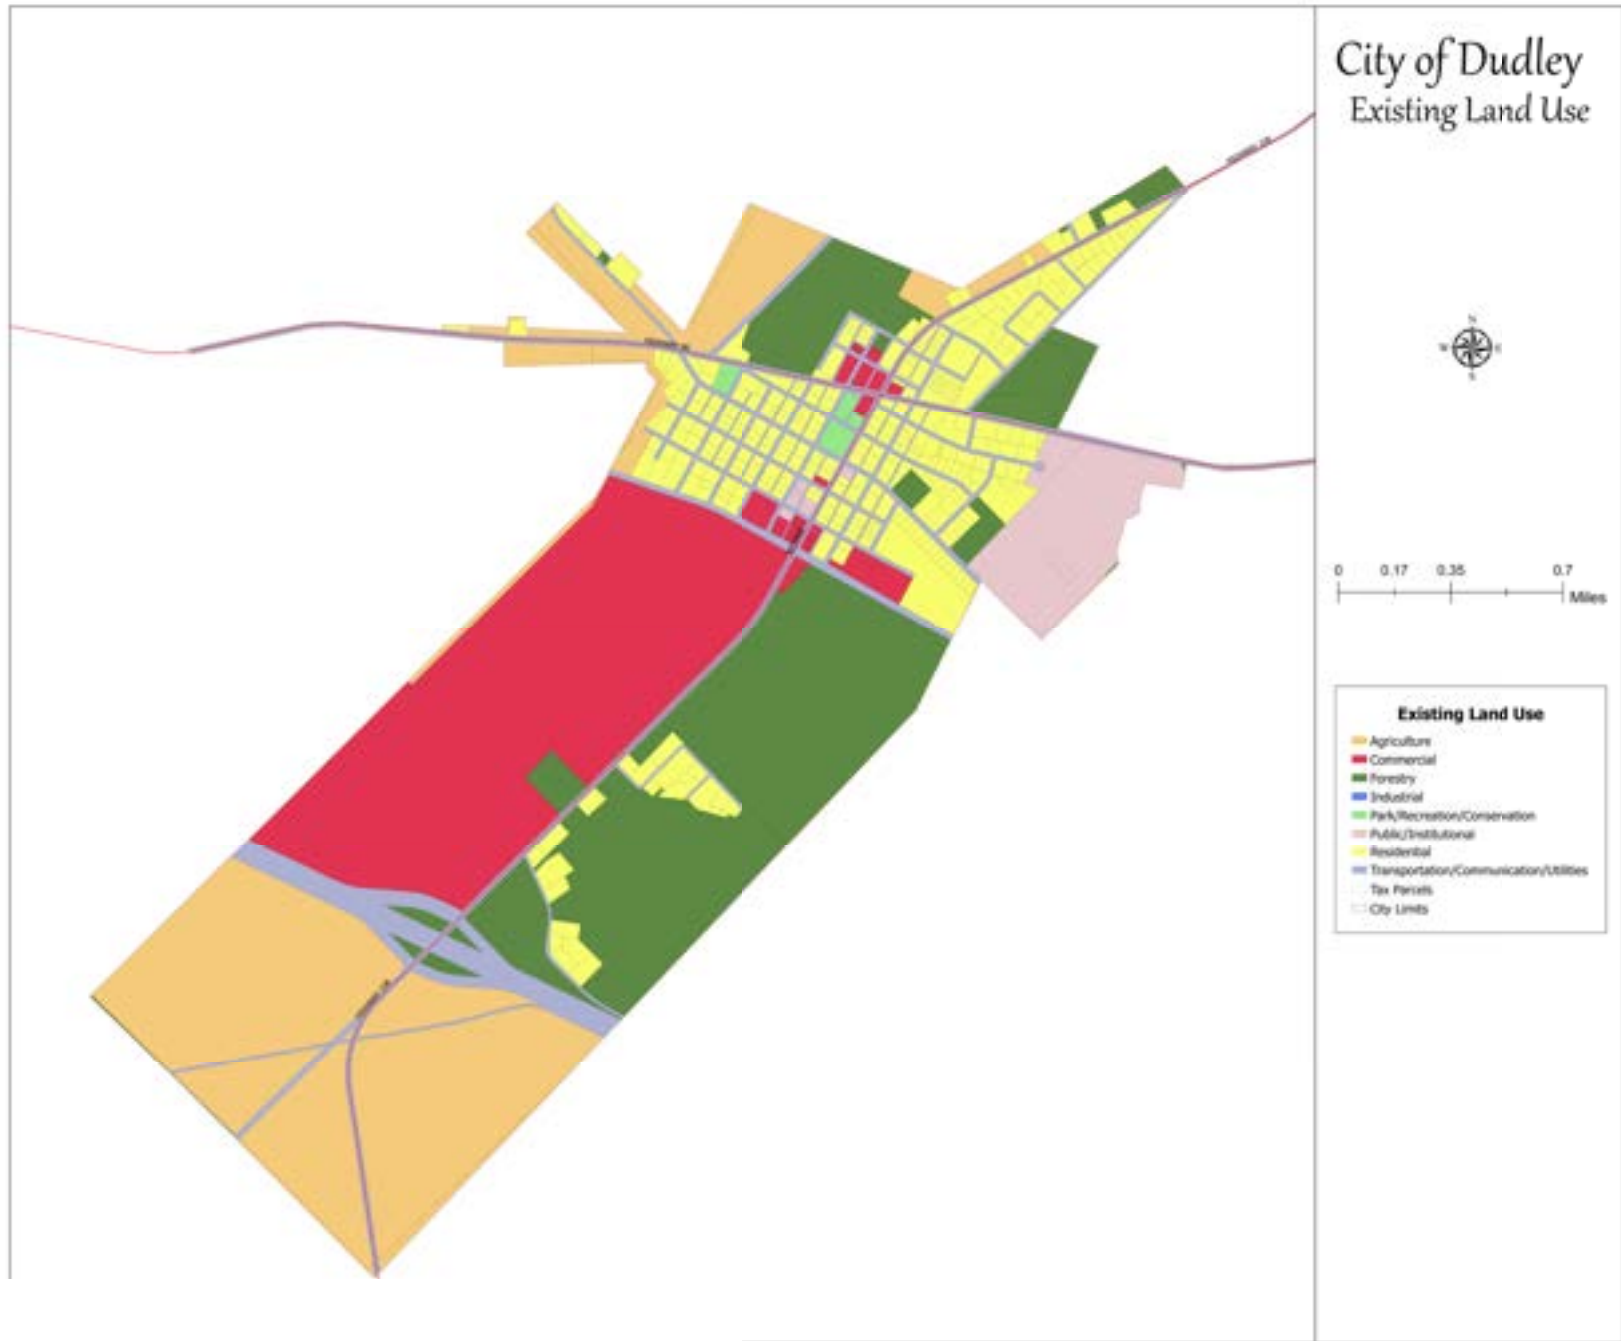 City of Dudley
Existing Land Use
N
W E
S
0 0.17 0.35 0.7
Miles
Existing Land Use
Agriculture
Commercial
Forestry
Industrial
Park/Recreation/Conservation
Public/Institutional
Residential
Transportation/Communication/Utilities
Tax Parcels
City Limits